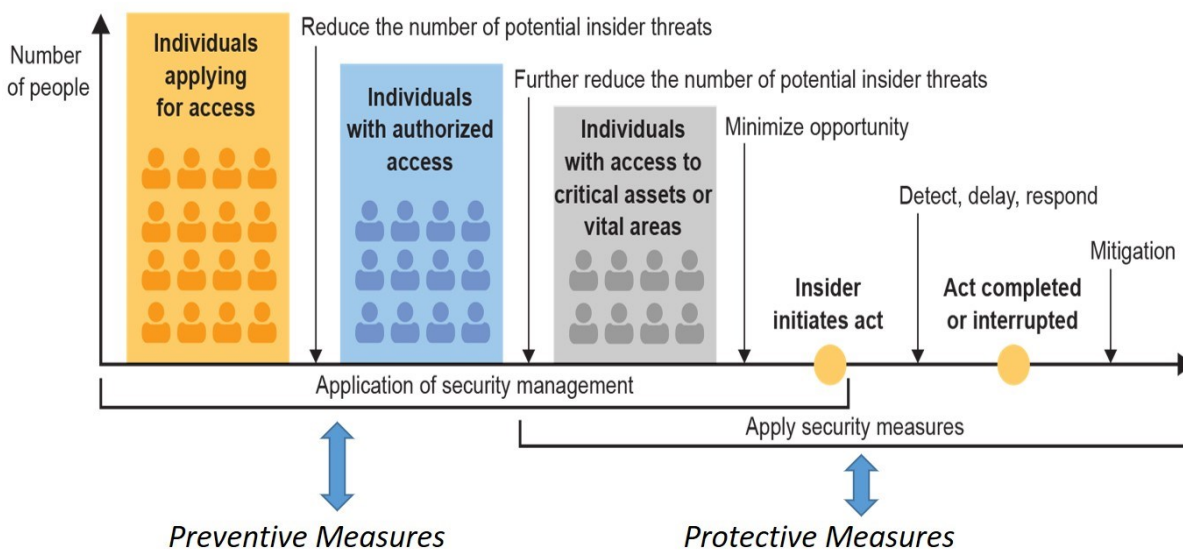 Number
of people
Individuals
applying
for access
Reduce the number of potential insider threats
Individuals
with authorized
access
Further reduce the number of potential insider threats
Individuals
with access to
critical assets or
vital areas
Minimize opportunity
Insider
initiates act
Detect, delay, respond
Act completed
or interrupted
Mitigation
Application of security management
Apply security measures
Preventive Measures
Protective Measures